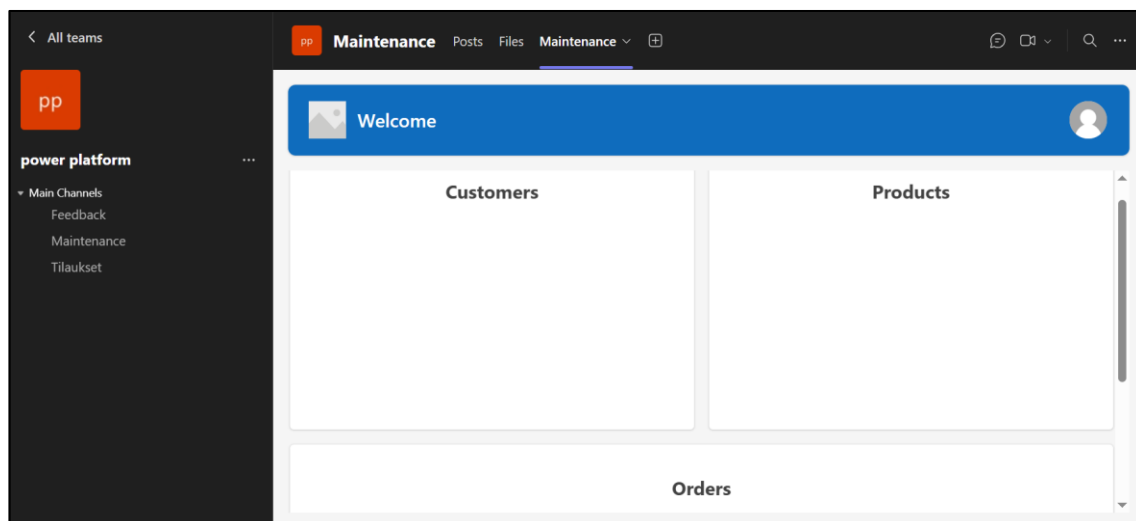 All teams
pp
power platform
Main Channels
Feedback
Maintenance
Tilaukset
pp Maintenance Posts Files Maintenance
Welcome
Customers Products
Orders